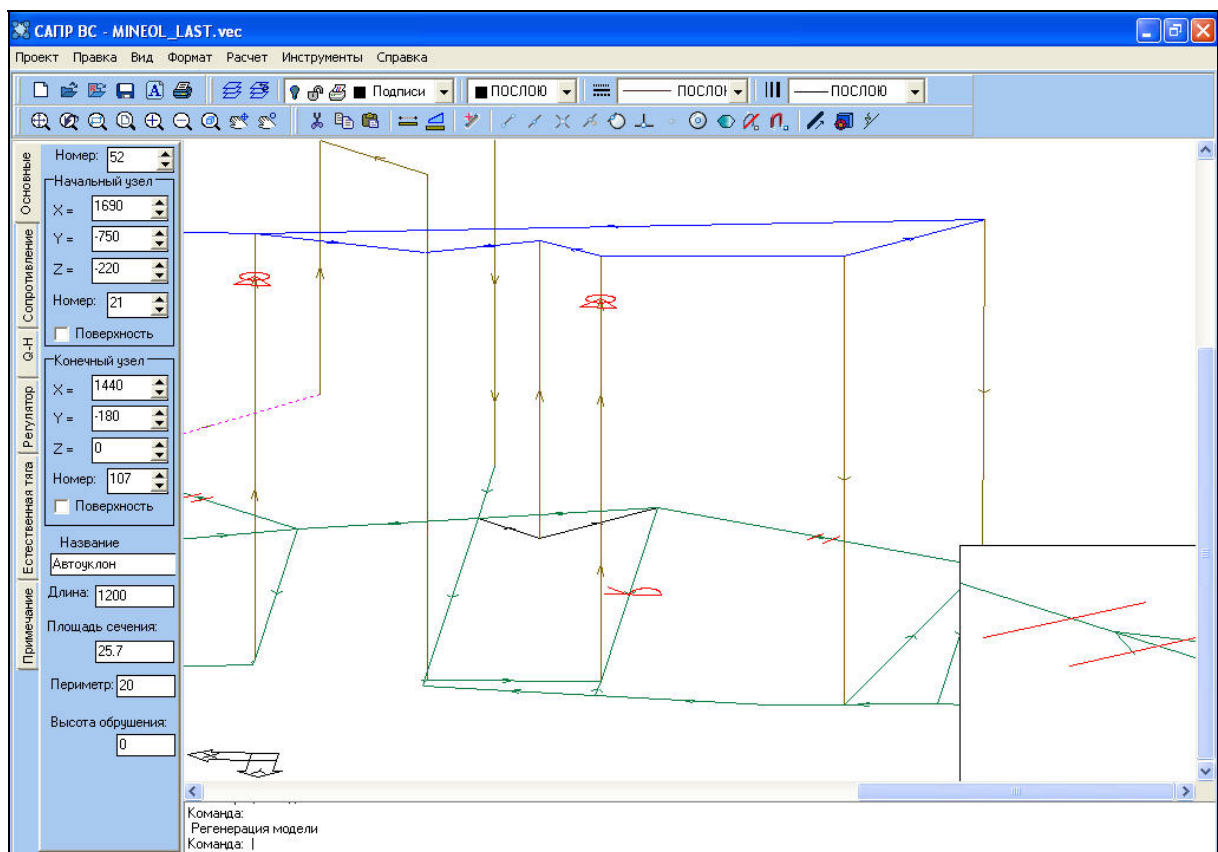 САПР ВС - MINEOL_LAST.vec
Проект Правка Вид Формат Расчет Инструменты Справка
Подписи ПОСЛОЮ ПОСЛОІ ПОСЛОЮ
Основные
Сопротивление
Q-H
Регулятор
Естественная тяга
Примечание
Номер: 52
Начальный узел
X = 1690
Y = -750
Z = -220
Номер: 21
Поверхность
Конечный узел
X = 1440
Y = -180
Z = 0
Номер: 107
Поверхность
Название
Автоуклон
Длина: 1200
Площадь сечения:
25.7
Периметр: 20
Высота обрушения:
0
Команда:
Регенерация модели
Команда: